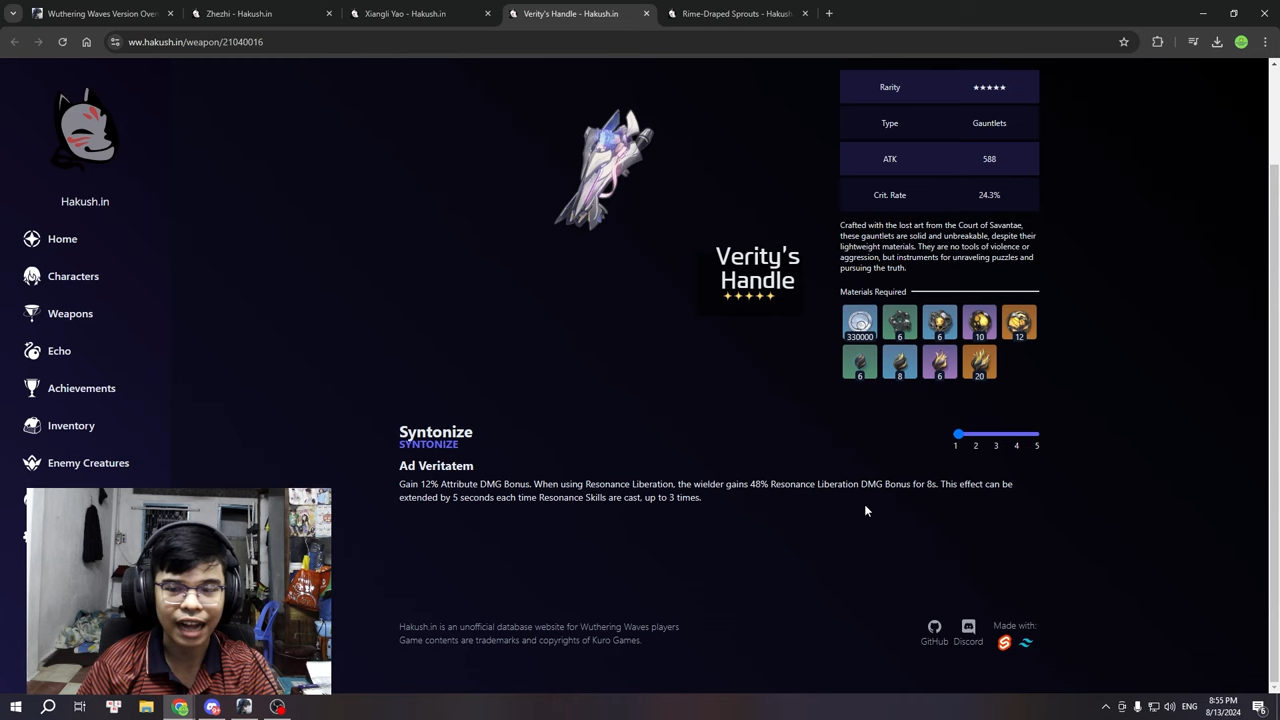 Wuthering Waves Version Over
Zhezhi - Hakush.in
Xiangli Yao - Hakush.in
Verity's Handle - Hakush.in
Rime-Draped Sprouts - Hakush.
ww.hakush.in/weapon/21040016
Hakush.in
Home
Characters
Weapons
Echo
Achievements
Inventory
Enemy Creatures
Verity's
Handle
Rarity ★★★★★
Type Gauntlets
ATK 588
Crit. Rate 24.3%
Crafted with the lost art from the Court of Savantae,
these gauntlets are solid and unbreakable, despite their
lightweight materials. They are no tools of violence or
aggression, but instruments for unraveling puzzles and
pursuing the truth.
Materials Required
330000 6 6 10 12
6 8 6 20
Syntonize
SYNTONIZE
1 2 3 4 5
Ad Veritatem
Gain 12% Attribute DMG Bonus. When using Resonance Liberation, the wielder gains 48% Resonance Liberation DMG Bonus for 8s. This effect can be
extended by 5 seconds each time Resonance Skills are cast, up to 3 times.
Hakush.in is an unofficial database website for Wuthering Waves players
Game contents are trademarks and copyrights of Kuro Games.
GitHub Discord
Made with:
ENG
8:55 PM
8/13/2024
6